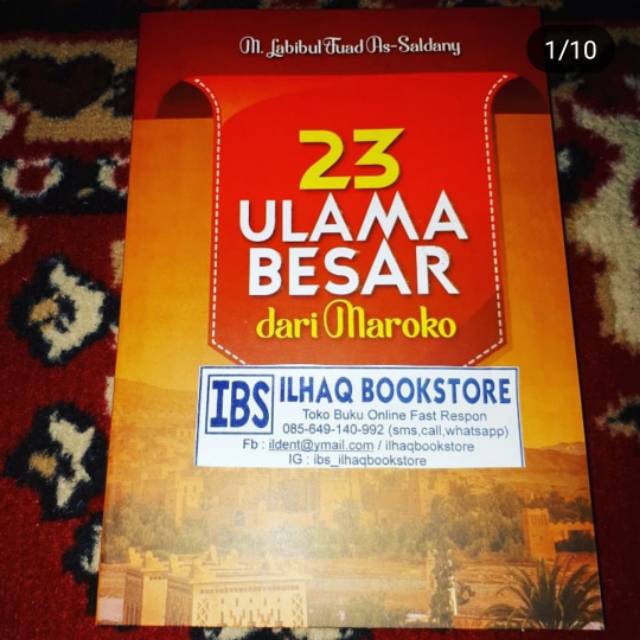 1/10
M. Labibul Fuad As-Saldany
23
ULAMA
BESAR
dari Maroko
IBS
ILHAQ BOOKSTORE
Toko Buku Online Fast Respon
085-649-140-992 (sms,call,whatsapp)
Fb : ildent@ymail.com / ilhaqbookstore
IG : ibs_ilhaqbookstore